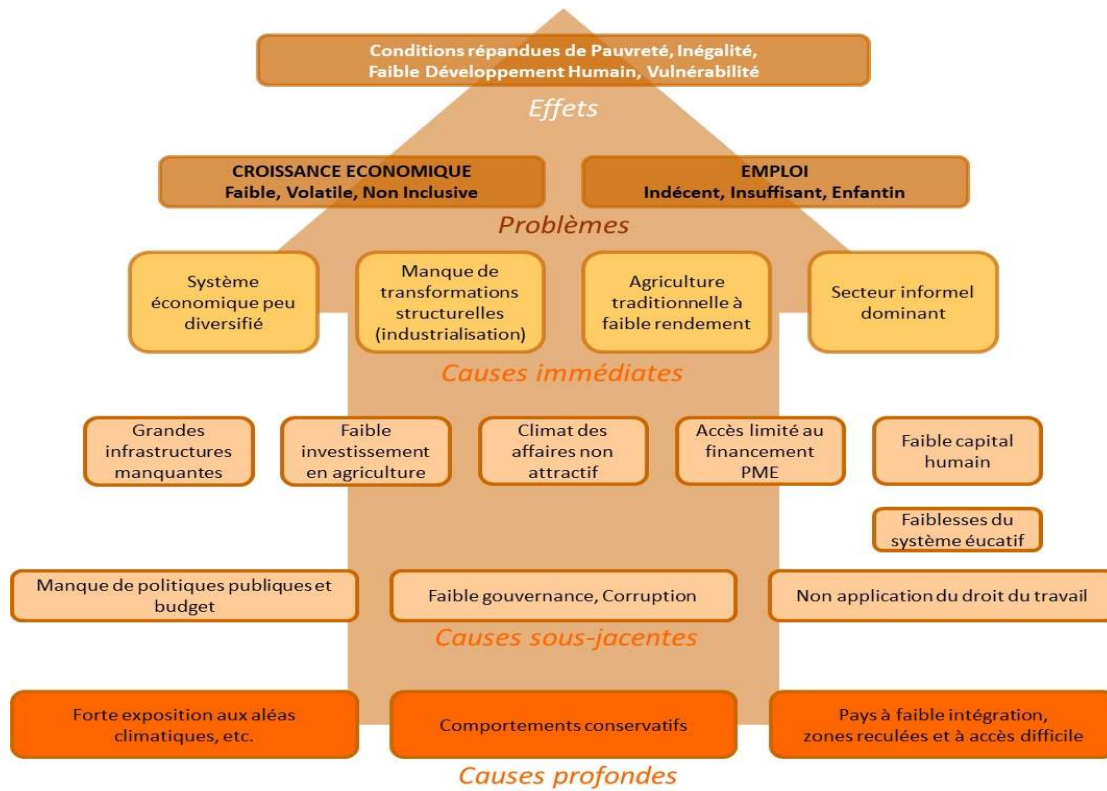 Conditions répandues de Pauvreté, Inégalité,
Faible Développement Humain, Vulnérabilité
Effets
CROISSANCE ECONOMIQUE
Faible, Volatile, Non Inclusive
EMPLOI
Indécent, Insuffisant, Enfantin
Problèmes
Système
économique peu
diversifié
Manque de
transformations
structurelles
(industrialisation)
Agriculture
traditionnelle à
faible rendement
Secteur informel
dominant
Causes immédiates
Grandes
infrastructures
manquantes
Faible
investissement
en agriculture
Climat des
affaires non
attractif
Accès limité au
financement
PME
Faible capital
humain
Faiblesses du
système éucatif
Manque de politiques publiques et
budget
Faible gouvernance, Corruption
Non application du droit du travail
Causes sous-jacentes
Forte exposition aux aléas
climatiques, etc.
Comportements conservatifs
Pays à faible intégration,
zones reculées et à accès difficile
Causes profondes